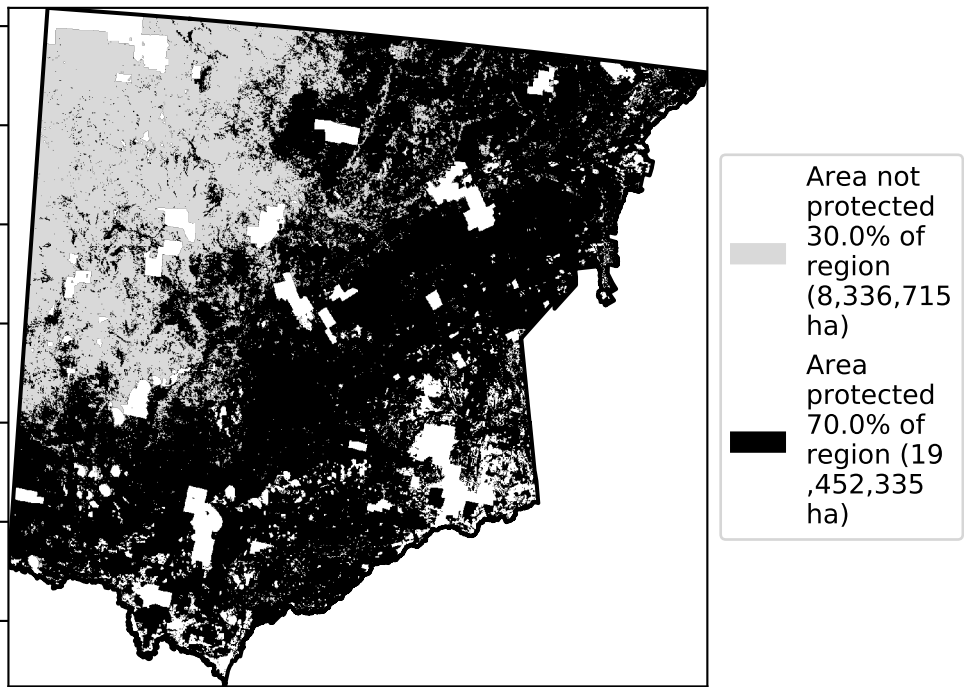 Area not
protected
30.0% of
region
(8,336,715
ha)
Area
protected
70.0% of
region (19
,452,335
ha)